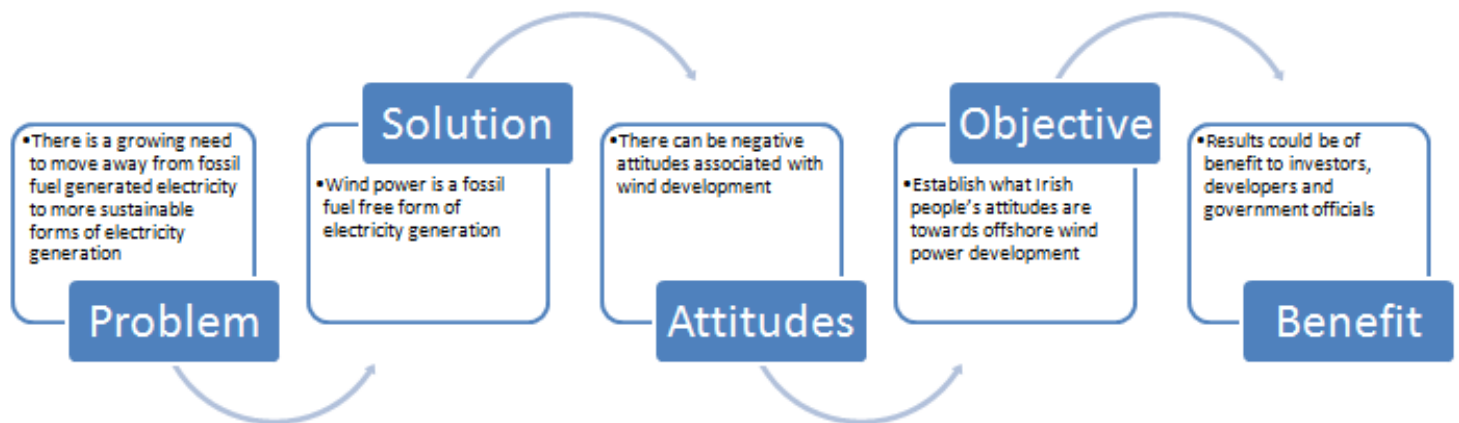 •There is a growing need
to move away from fossil
fuel generated electricity
to more sustainable
forms of electricity
generation
Problem
Solution
•Wind power is a fossil
fuel free form of
electricity generation
•There can be negative
attitudes associated with
wind development
Attitudes
Objective
•Establish what Irish
people's attitudes are
towards offshore wind
power development
•Results could be of
benefit to investors,
developers and
government officials
Benefit